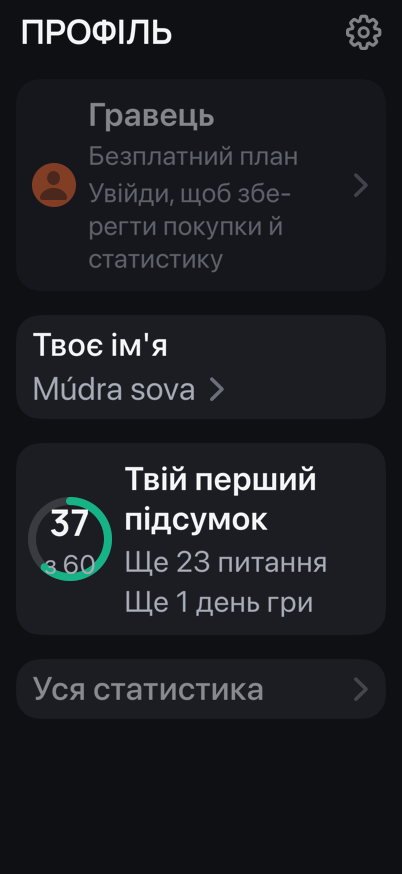 ПРОФІЛЬ
Гравець
Безплатний план
Увійди, щоб збе-
регти покупки й
статистику
Твоє ім'я
Múdra sova
37
з 60
Твій перший
підсумок
Ще 23 питання
Ще 1 день гри
Уся статистика